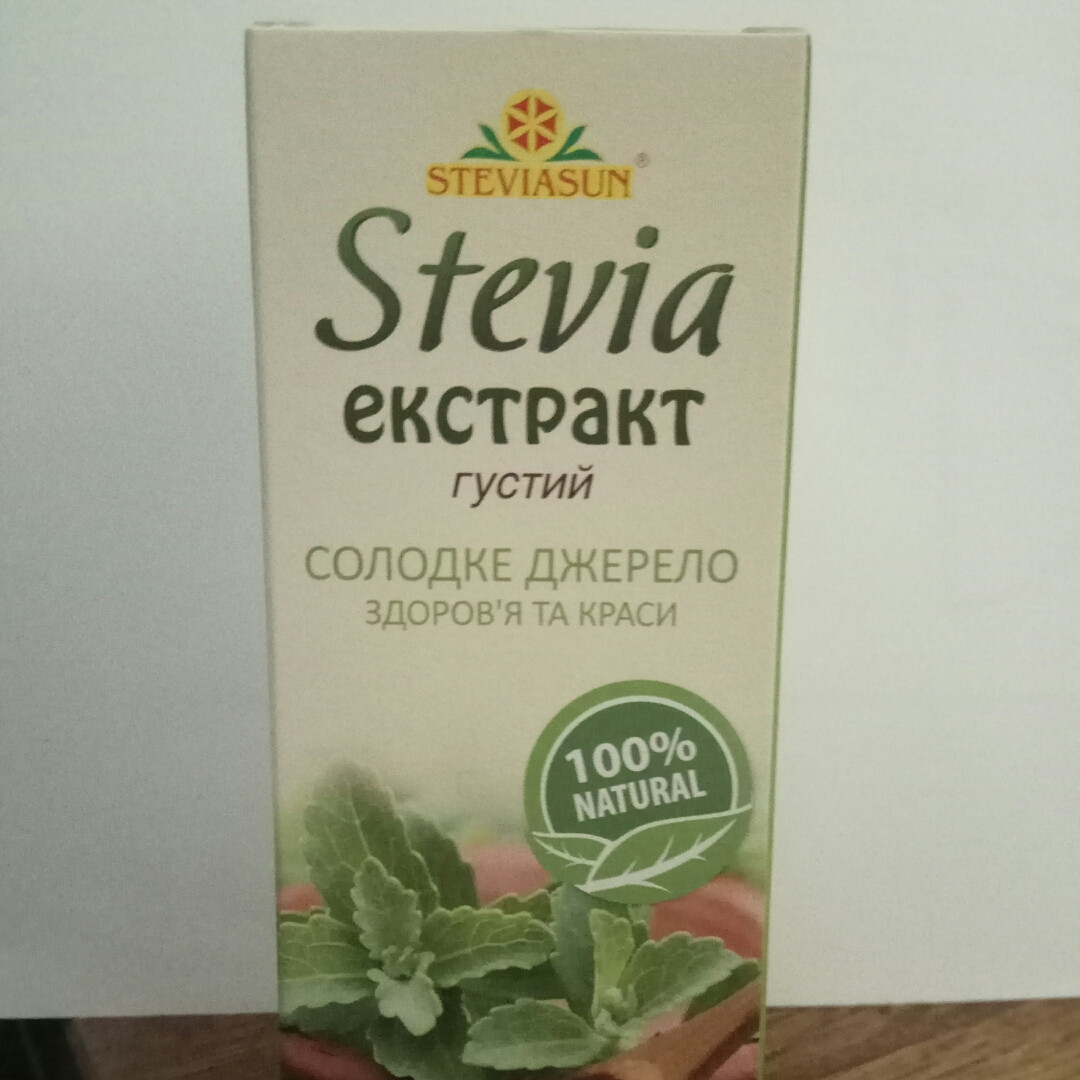 STEVIASUN®
Stevia
екстракт
густий
СОЛОДКЕ ДЖЕРЕЛО
ЗДОРОВ'Я ТА КРАСИ
100%
NATURAL